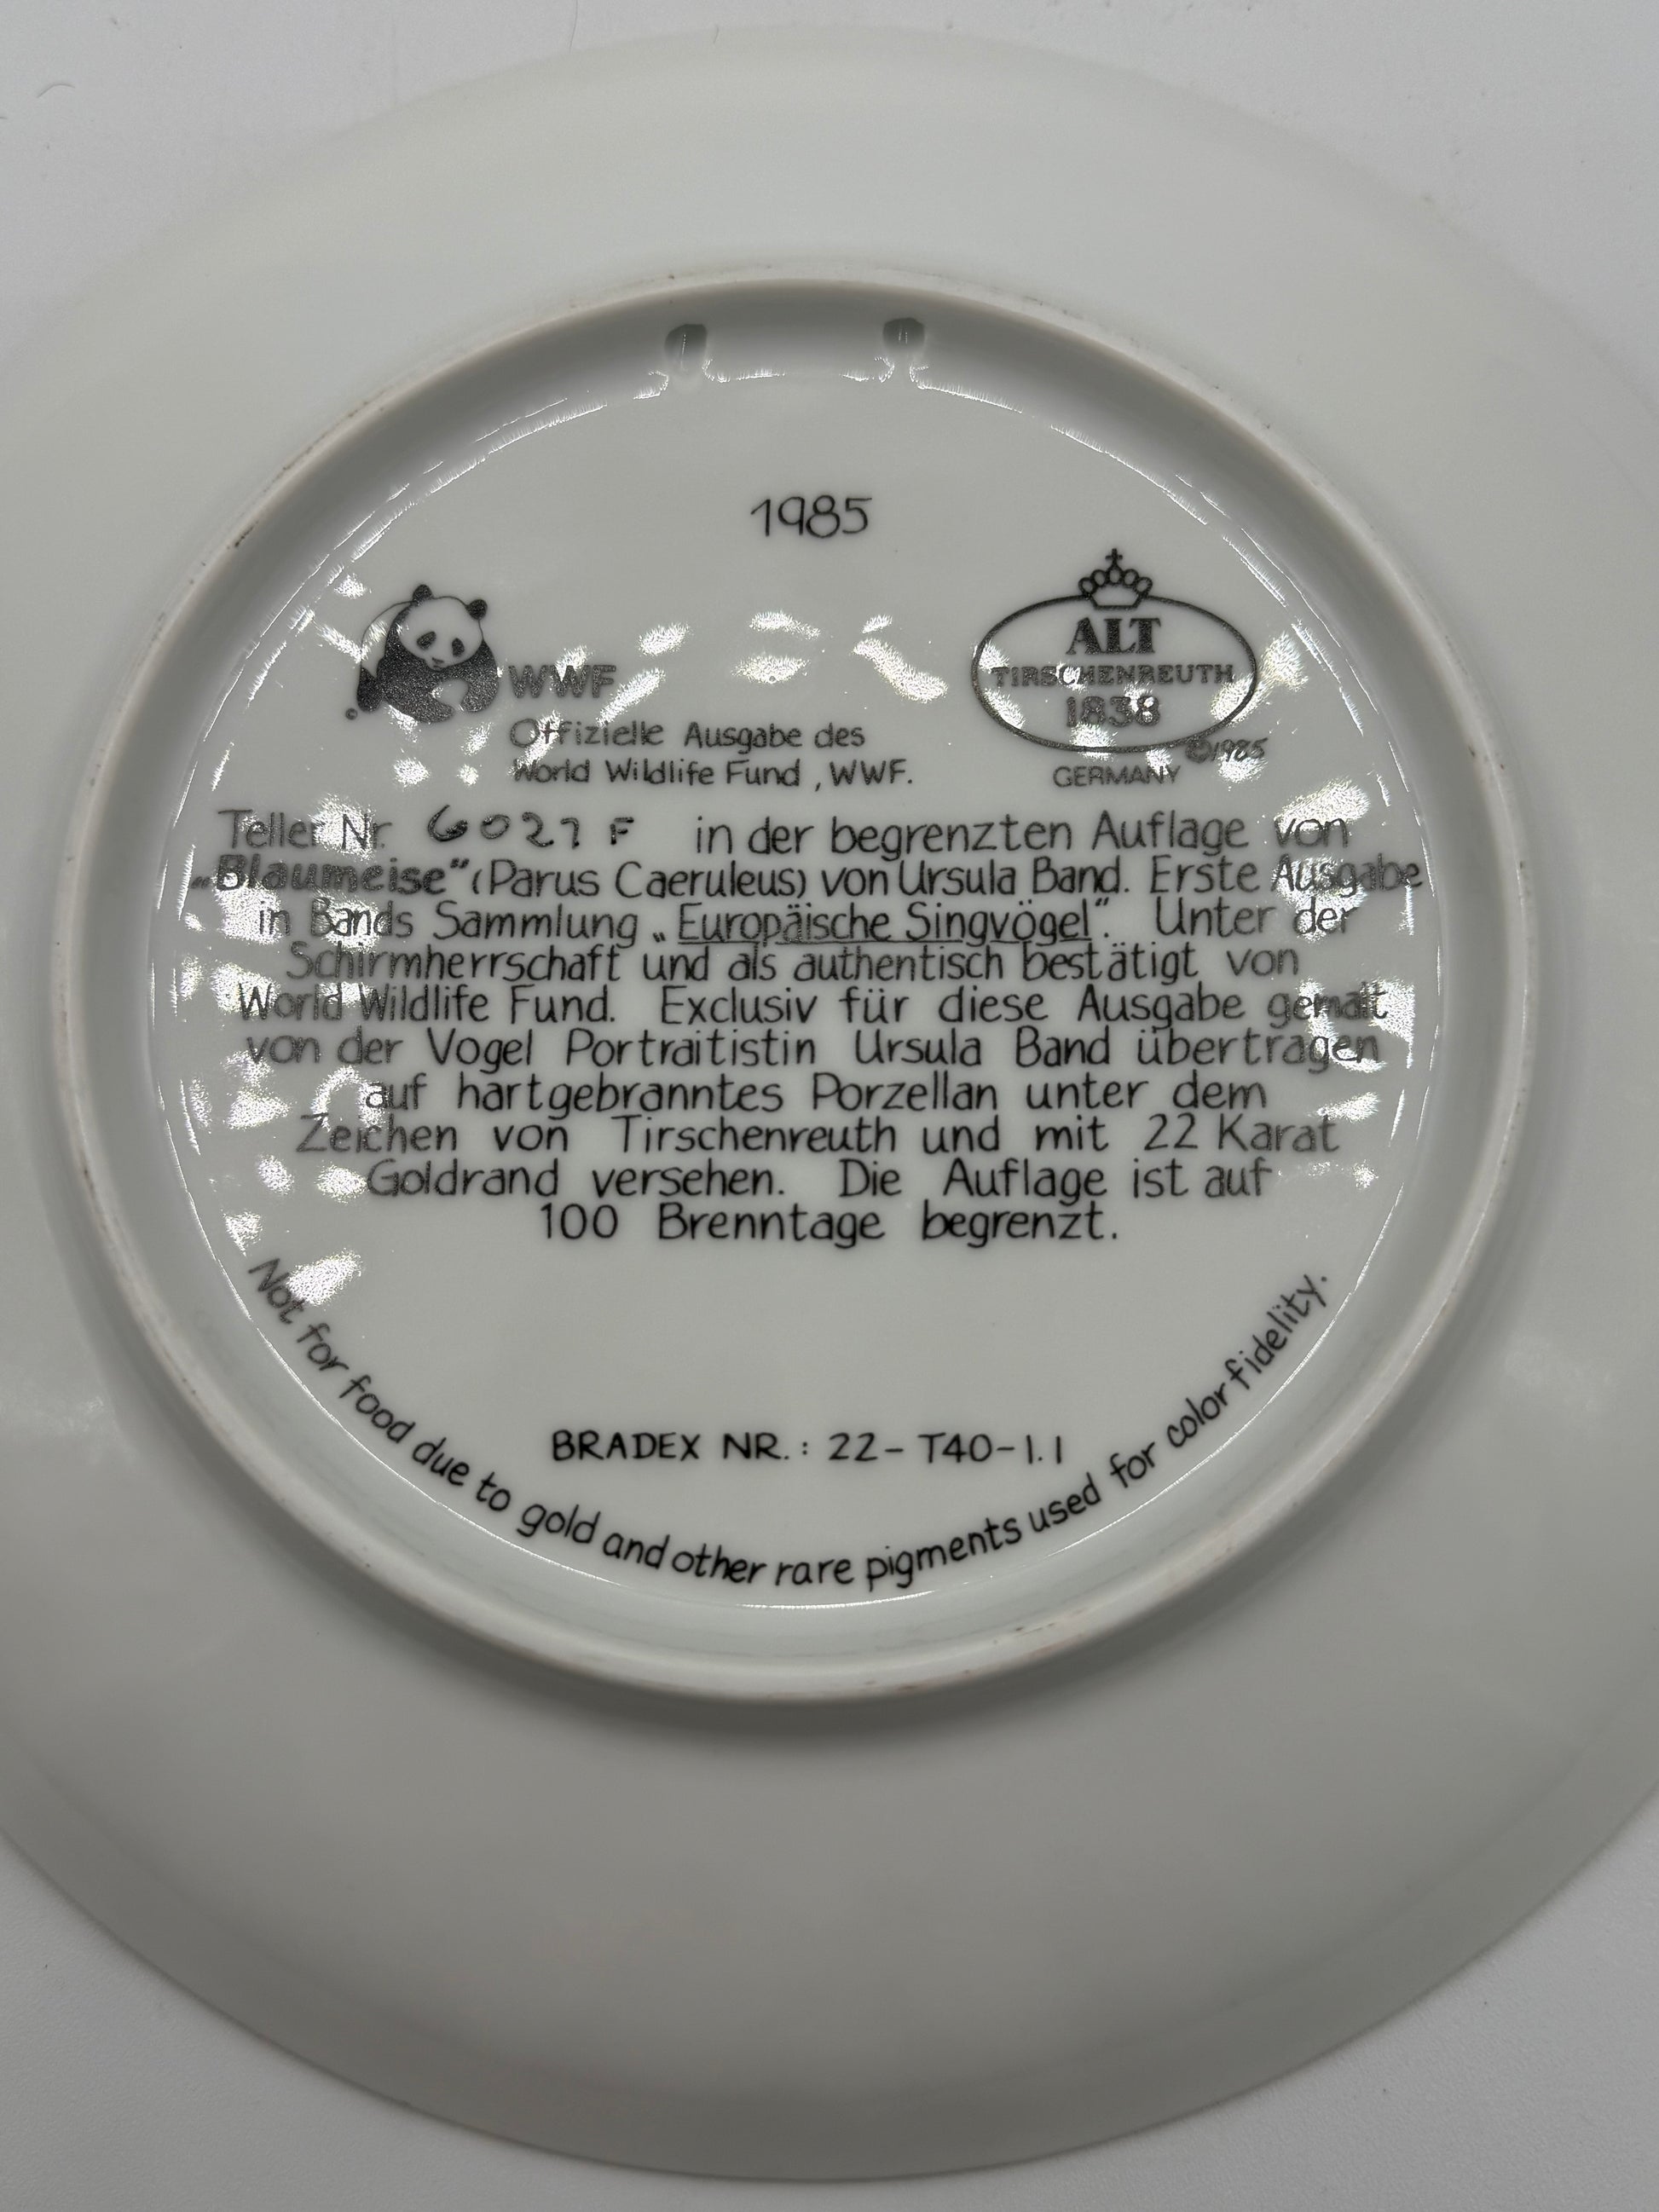 1985
WWF
Offizielle Ausgabe des
World Wildlife Fund, WWF.
ALT
TIRSCHENREUTH
1838
©1985
GERMANY
Teller Nr. 6027 F in der begrenzten Auflage von
„Blaumeise“ (Parus Caeruleus) von Ursula Band. Erste Ausgabe
in Bands Sammlung „Europäische Singvögel“. Unter der
Schirmherrschaft und als authentisch bestätigt von
World Wildlife Fund. Exclusiv für diese Ausgabe gemalt
von der Vogel Portraitistin Ursula Band übertragen
auf hartgebranntes Porzellan unter dem
Zeichen von Tirschenreuth und mit 22 Karat
Goldrand versehen. Die Auflage ist auf
100 Brenntage begrenzt.
BRADEX NR.: 22-T40-1.1
Not for food due to gold and other rare pigments used for color fidelity.